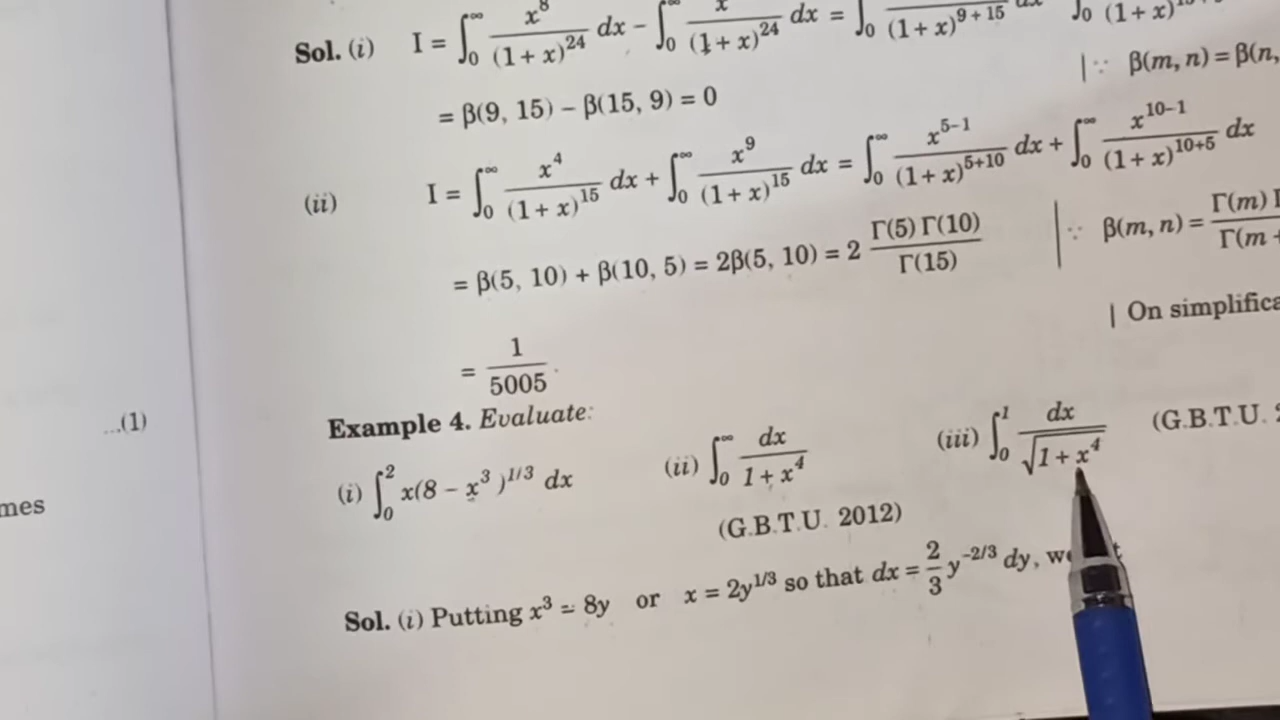 Sol. (i) I = ∫₀^∞ x⁸/(1 + x)²⁴ dx − ∫₀^∞ x/(1 + x)²⁴ dx = ∫₀ (1 + x)^(9 + 15) dx ∫₀ (1 + x)
| ∵ β(m, n) = β(n,
= β(9, 15) − β(15, 9) = 0
(ii) I = ∫₀^∞ x⁴/(1 + x)¹⁵ dx + ∫₀^∞ x⁹/(1 + x)¹⁵ dx = ∫₀^∞ x^(5−1)/(1 + x)^(5+10) dx + ∫₀^∞ x^(10−1)/(1 + x)^(10+5) dx
= β(5, 10) + β(10, 5) = 2β(5, 10) = 2 Γ(5) Γ(10)/Γ(15) | ∵ β(m, n) = Γ(m)/Γ(m +
| On
= 1/5005.
...(1)
Example 4. Evaluate:
(i) ∫₀² x(8 − x³)^(1/3) dx (ii) ∫₀^∞ dx/(1 + x⁴) (iii) ∫₀¹ dx/√(1 + x⁴) (G.B.T.U.
(G.B.T.U. 2012)
Sol. (i) Putting x³ = 8y or x = 2y^(1/3) so that dx = 2/3 y^(−2/3) dy,